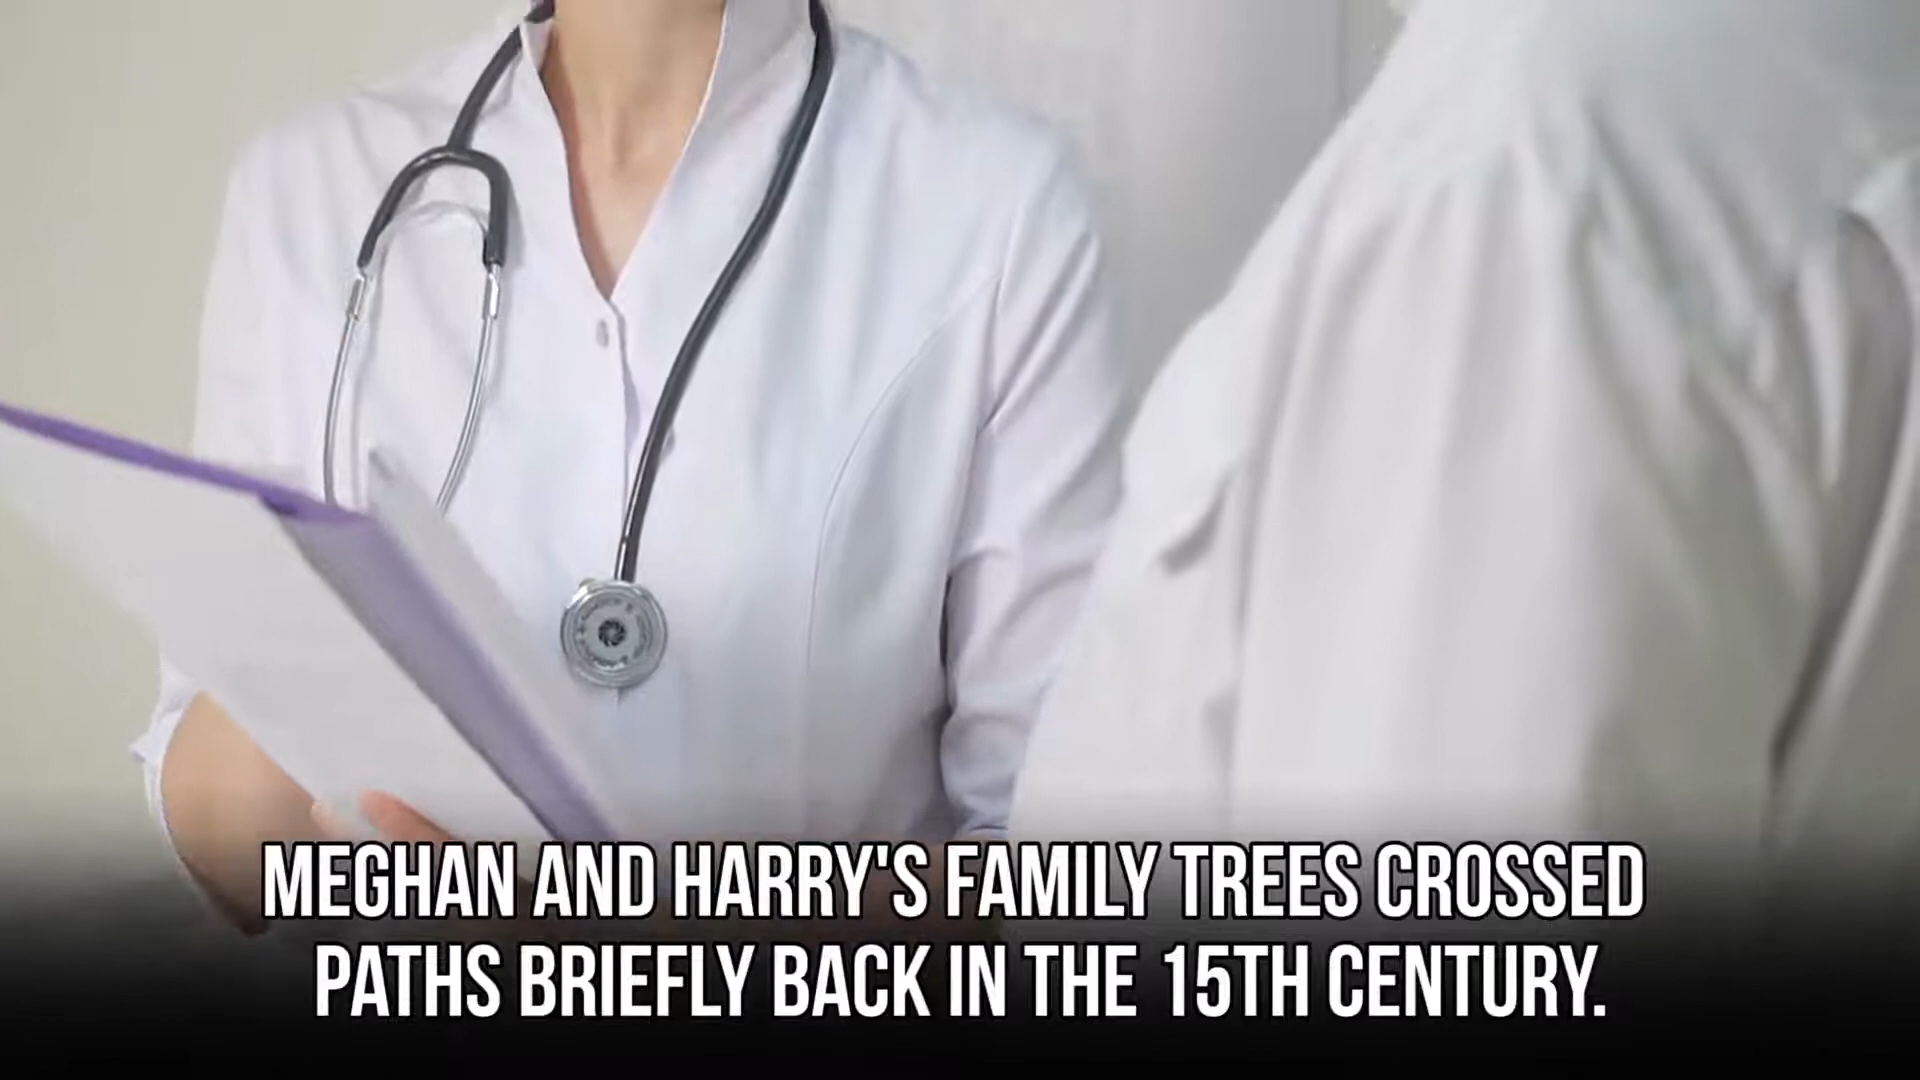 MEGHAN AND HARRY'S FAMILY TREES CROSSED
PATHS BRIEFLY BACK IN THE 15TH CENTURY.